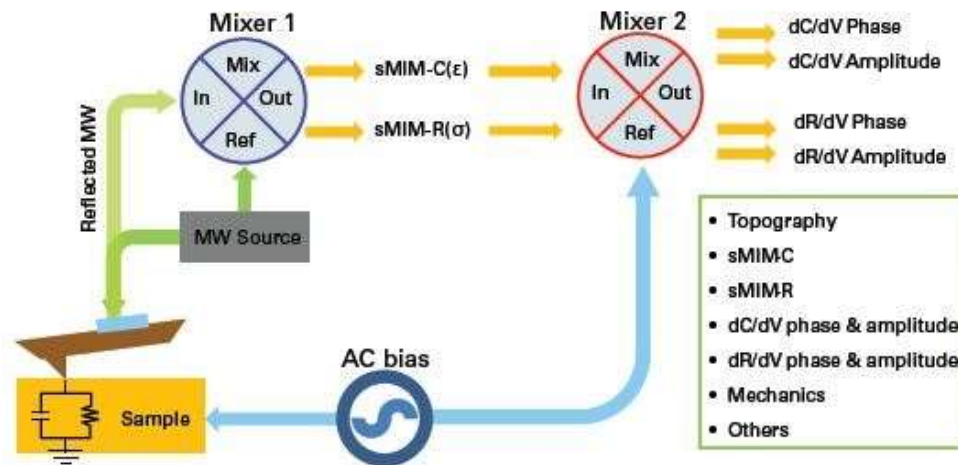 Mixer 1
Mix
In
Out
Ref
sMIM-C(ε)
sMIM-R(σ)
Mixer 2
Mix
In
Out
Ref
dC/dV Phase
dC/dV Amplitude
dR/dV Phase
dR/dV Amplitude
Reflected MW
MW Source
AC bias
Sample
• Topography
• sMIM-C
• sMIM-R
• dC/dV phase & amplitude
• dR/dV phase & amplitude
• Mechanics
• Others